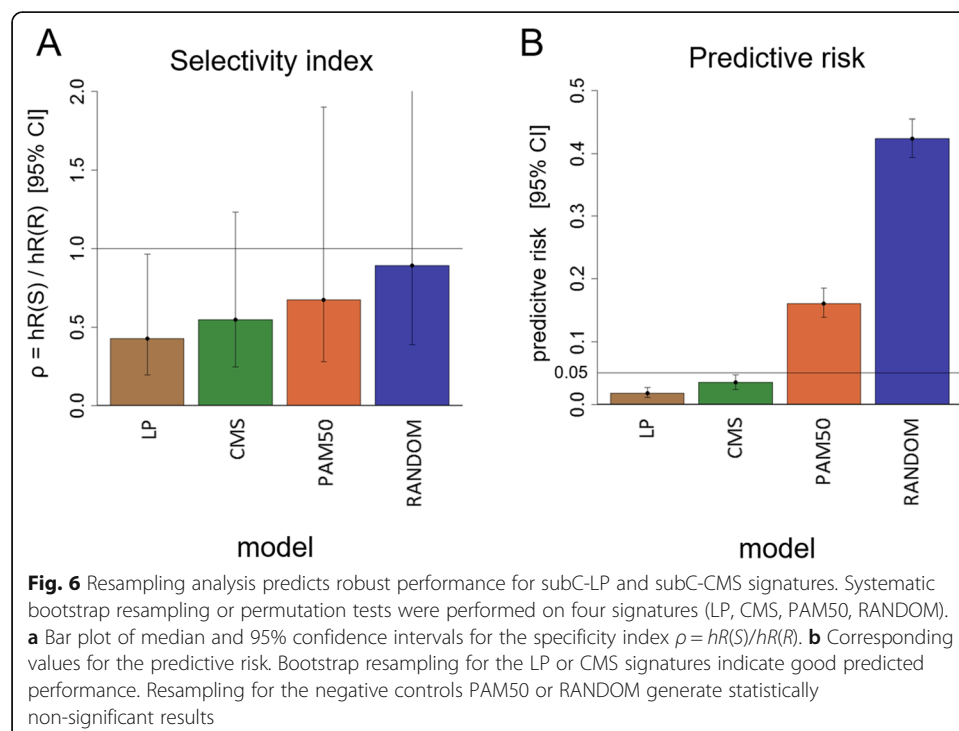 A
Selectivity index
ρ = hR(S) / hR(R) [95% CI]
2.0
1.5
1.0
0.5
0.0
LP
CMS
PAM50
RANDOM
model
B
Predictive risk
predicitve risk [95% CI]
0.5
0.4
0.3
0.2
0.1
0.05
0.0
LP
CMS
PAM50
RANDOM
model
Fig. 6 Resampling analysis predicts robust performance for subC-LP and subC-CMS signatures. Systematic
bootstrap resampling or permutation tests were performed on four signatures (LP, CMS, PAM50, RANDOM).
a Bar plot of median and 95% confidence intervals for the specificity index ρ = hR(S)/hR(R). b Corresponding
values for the predictive risk. Bootstrap resampling for the LP or CMS signatures indicate good predicted
performance. Resampling for the negative controls PAM50 or RANDOM generate statistically
non-significant results